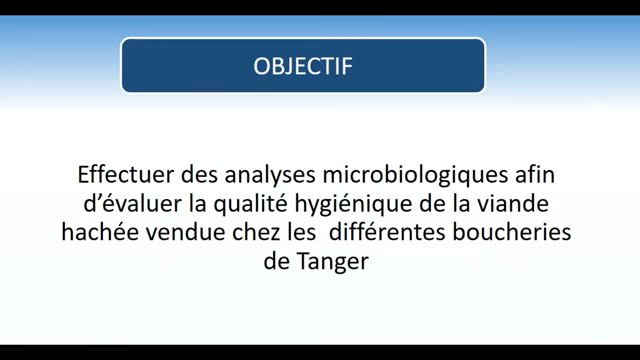 OBJECTIF
Effectuer des analyses microbiologiques afin
d’évaluer la qualité hygiénique de la viande
hachée vendue chez les différentes boucheries
de Tanger